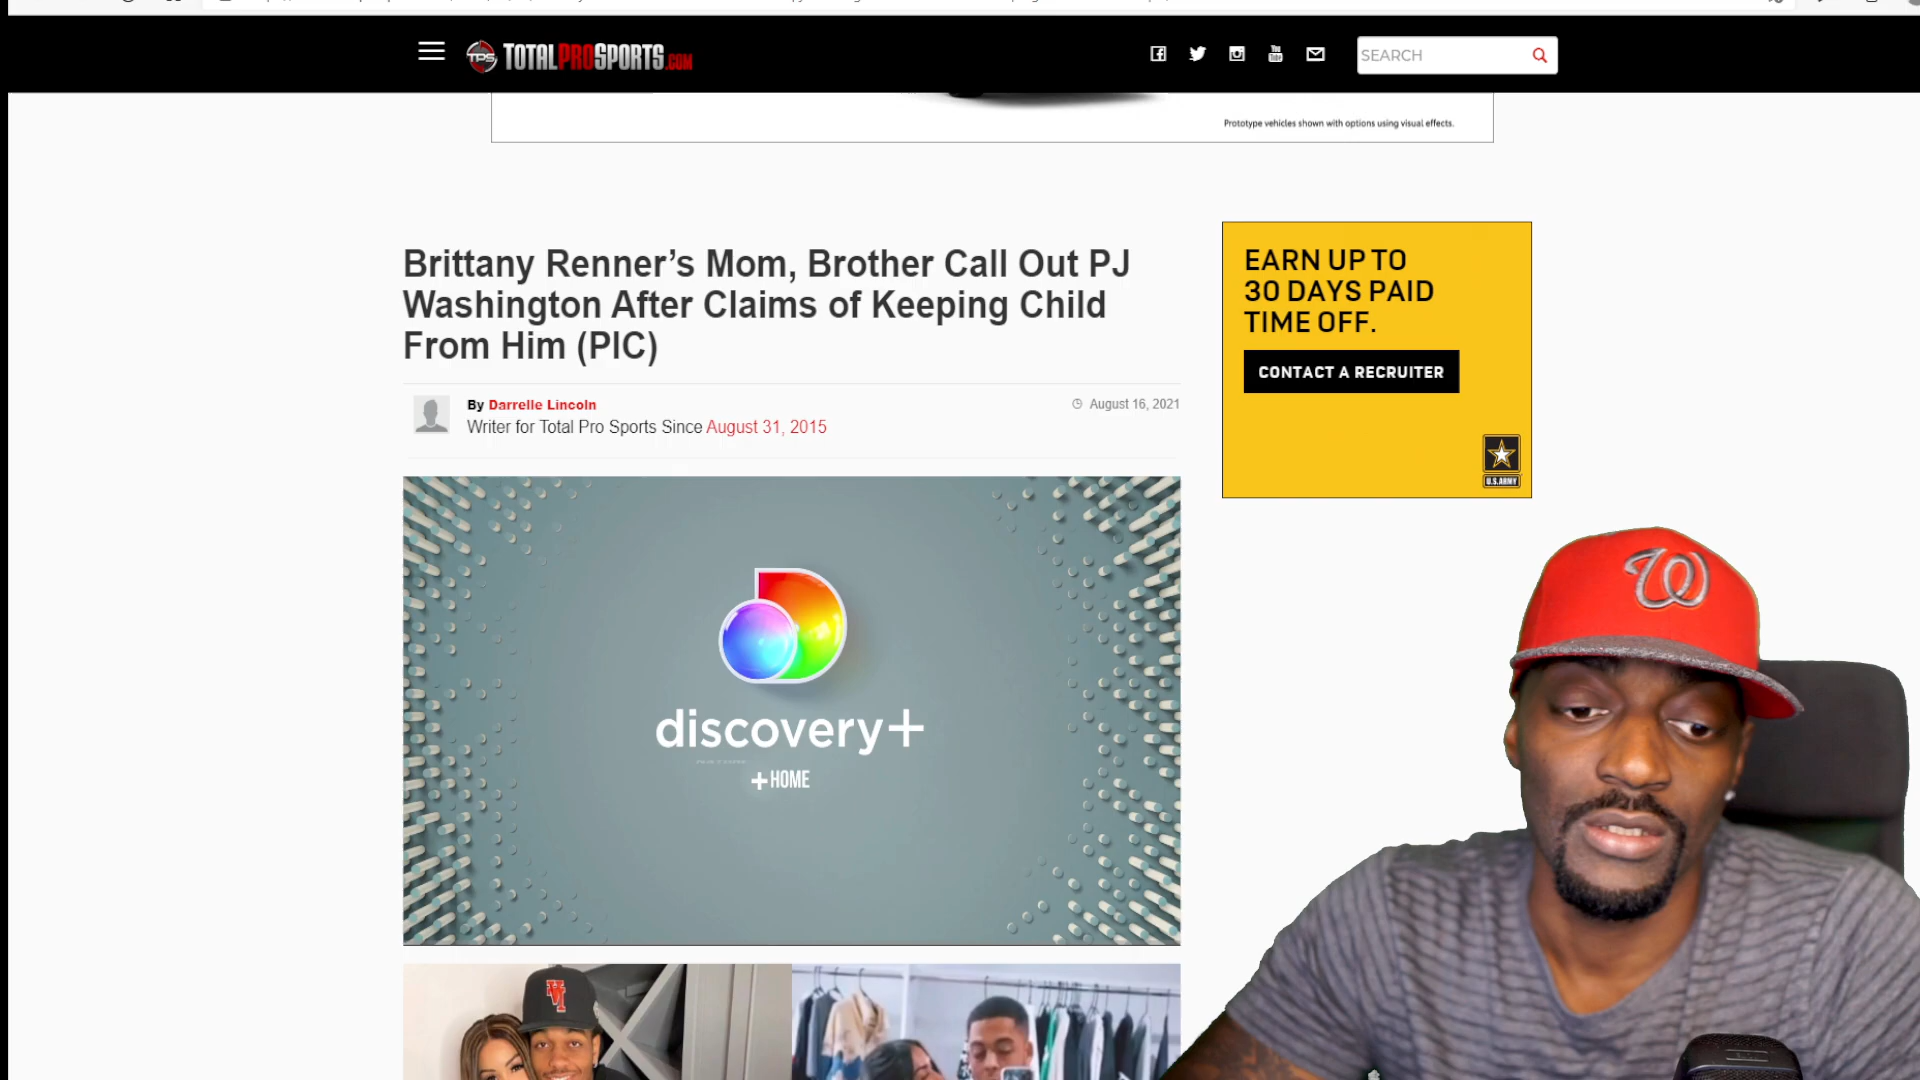 TPS TOTALPROSPORTS.COM
SEARCH
Prototype vehicles shown with options using visual effects.
Brittany Renner's Mom, Brother Call Out PJ
Washington After Claims of Keeping Child
From Him (PIC)
By Darrelle Lincoln
August 16, 2021
Writer for Total Pro Sports Since August 31, 2015
EARN UP TO
30 DAYS PAID
TIME OFF.
CONTACT A RECRUITER
U.S.ARMY
discovery+
+HOME
W